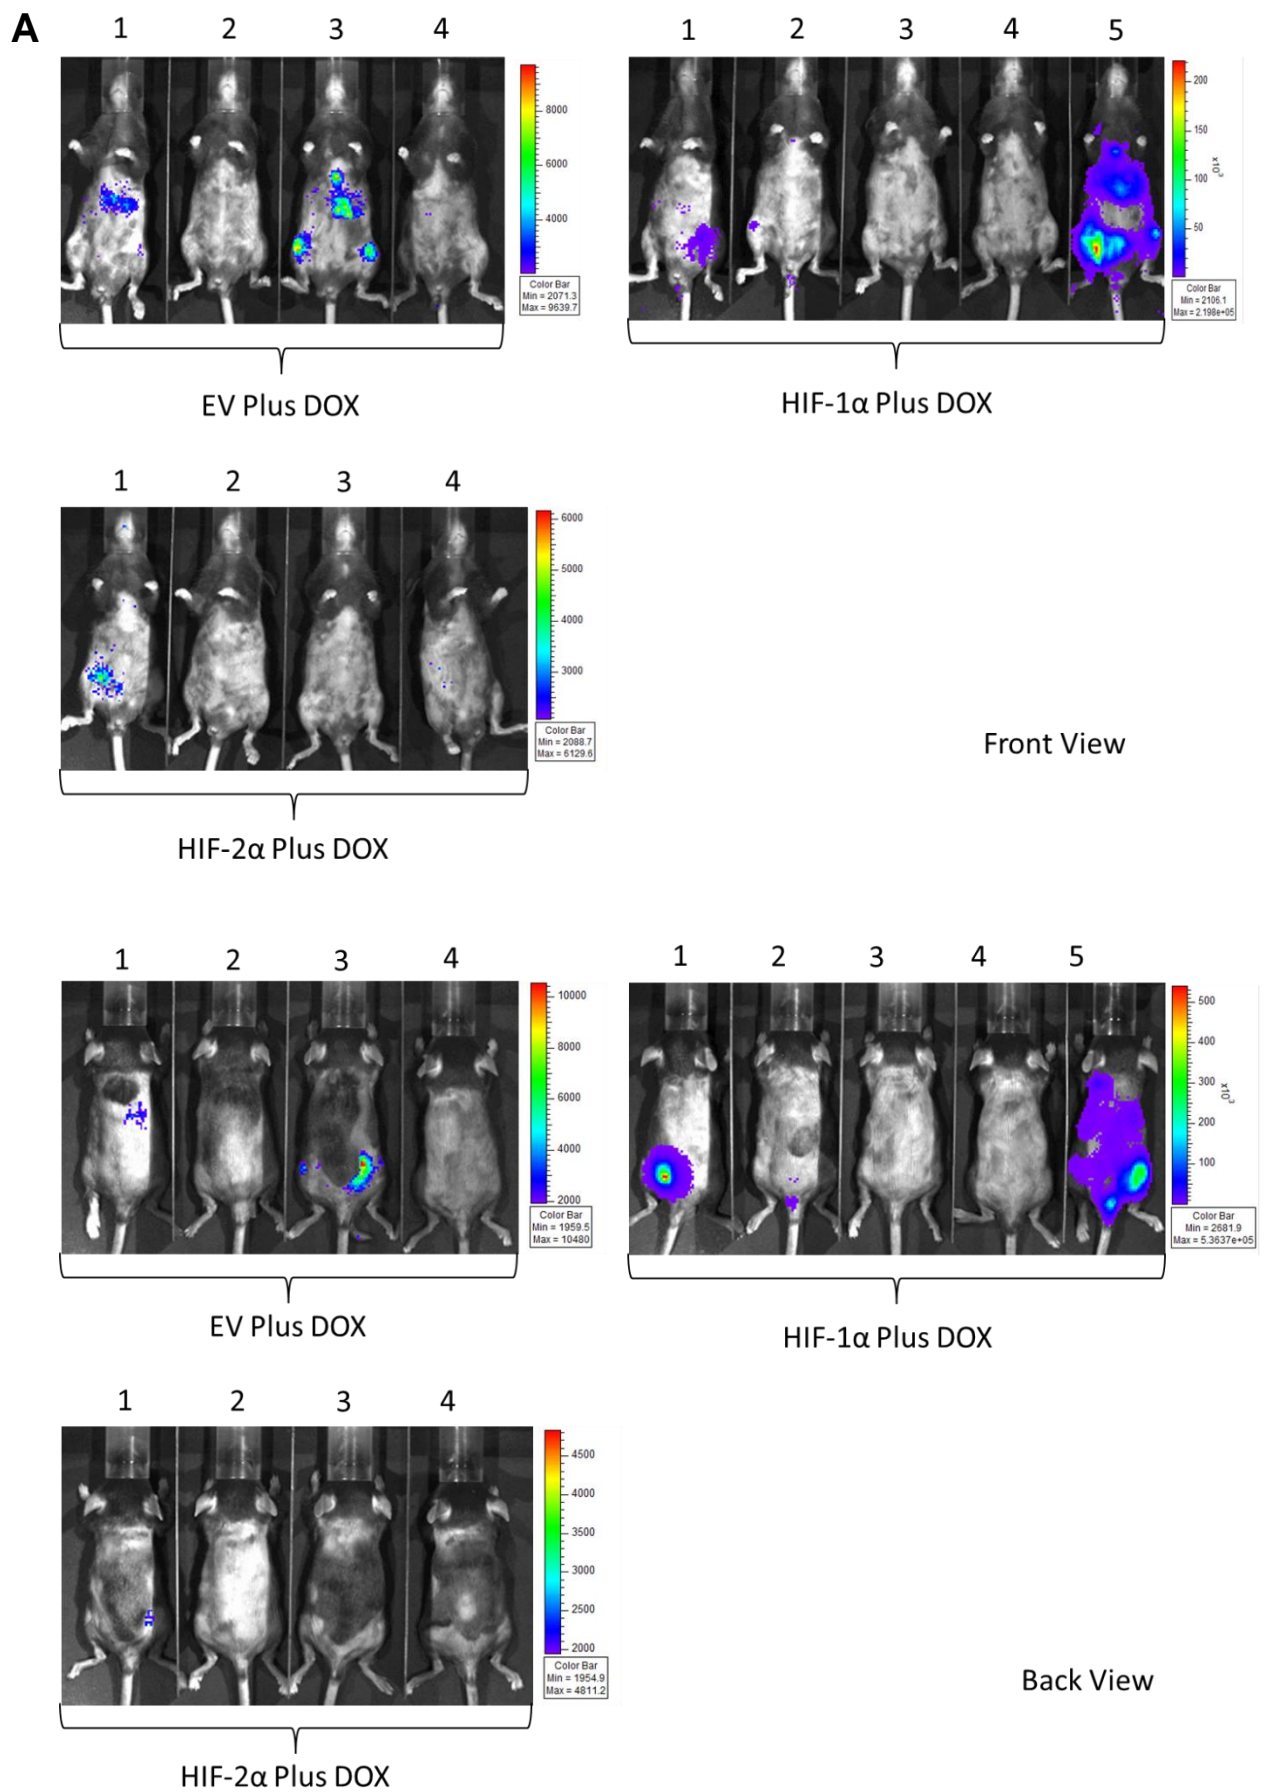 A
1 2 3 4
8000
6000
4000
Color Bar
Min = 2071.3
Max = 9639.7
EV Plus DOX
1 2 3 4 5
200
150
100
50
x10³
Color Bar
Min = 2106.1
Max = 2.198e+05
HIF-1α Plus DOX
1 2 3 4
6000
5000
4000
3000
Color Bar
Min = 2088.7
Max = 6129.6
HIF-2α Plus DOX
Front View
1 2 3 4
10000
8000
6000
4000
2000
Color Bar
Min = 1959.5
Max = 10480
EV Plus DOX
1 2 3 4 5
500
400
300
200
100
x10³
Color Bar
Min = 2681.9
Max = 5.3637e+05
HIF-1α Plus DOX
1 2 3 4
4500
4000
3500
3000
2500
2000
Color Bar
Min = 1954.9
Max = 4811.2
HIF-2α Plus DOX
Back View